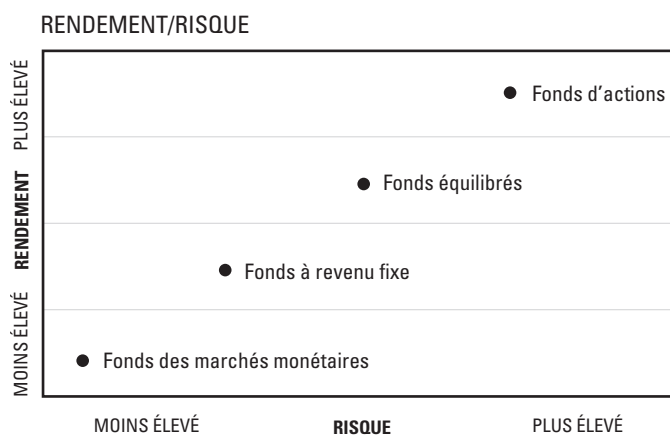 RENDEMENT/RISQUE
PLUS ÉLEVÉ
RENDEMENT
MOINS ÉLEVÉ
Fonds d’actions
Fonds équilibrés
Fonds à revenu fixe
Fonds des marchés monétaires
MOINS ÉLEVÉ
RISQUE
PLUS ÉLEVÉ